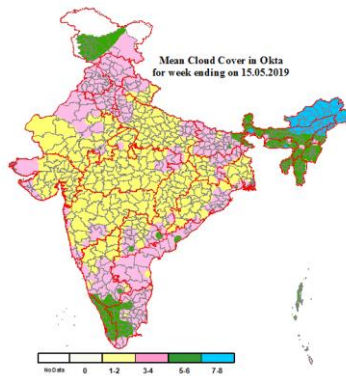 Mean Cloud Cover in Okta
for week ending on 15.05.2019
No Data 0 1-2 3-4 5-6 7-8